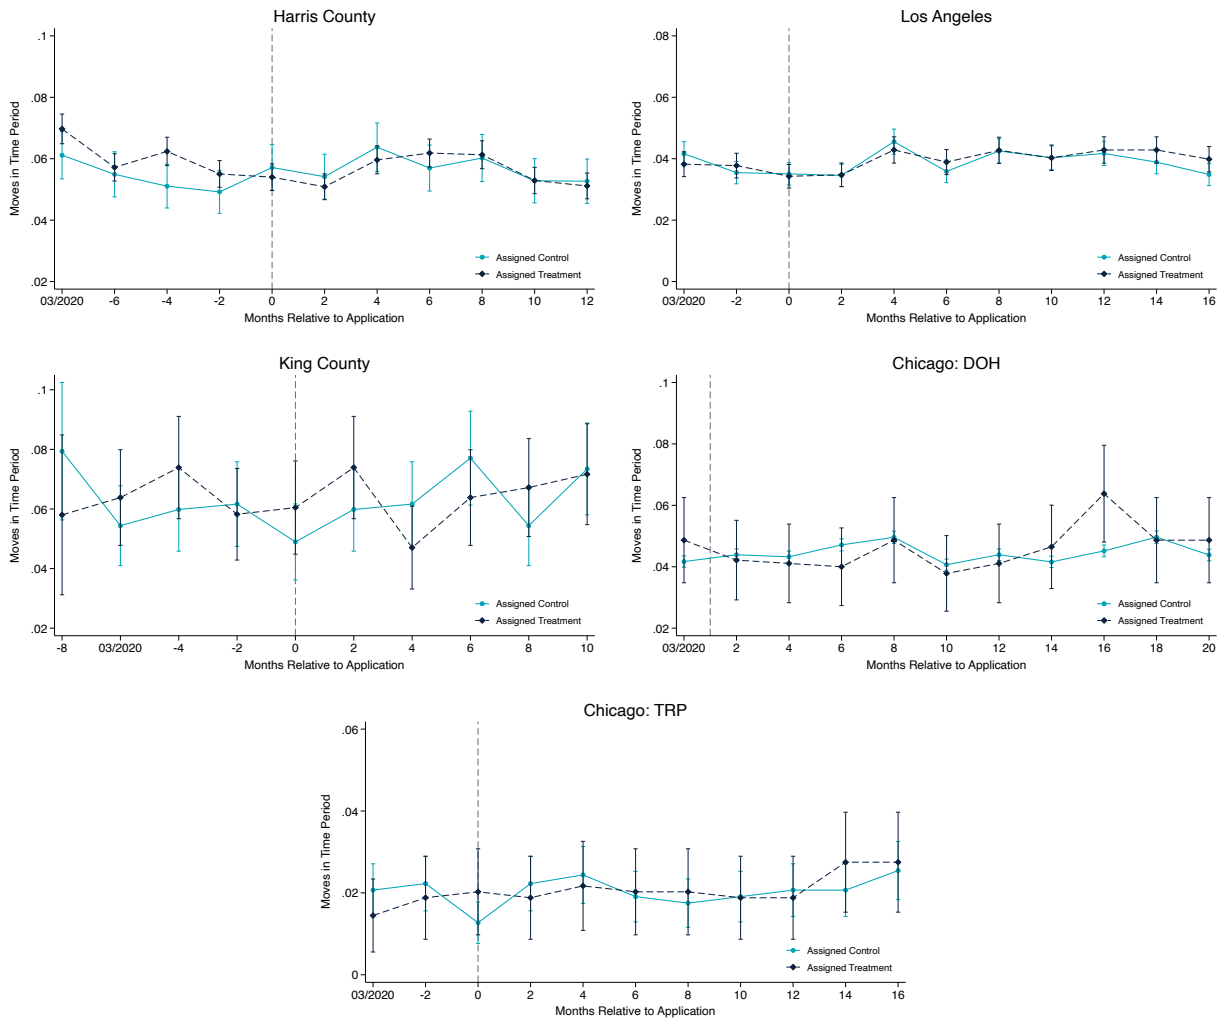 Harris County
Moves in Time Period
.1
.08
.06
.04
.02
03/2020 -6 -4 -2 0 2 4 6 8 10 12
Months Relative to Application
Assigned Control
Assigned Treatment
Los Angeles
Moves in Time Period
.08
.06
.04
.02
0
03/2020 -2 0 2 4 6 8 10 12 14 16
Months Relative to Application
Assigned Control
Assigned Treatment
King County
Moves in Time Period
.1
.08
.06
.04
.02
-8 03/2020 -4 -2 0 2 4 6 8 10
Months Relative to Application
Assigned Control
Assigned Treatment
Chicago: DOH
Moves in Time Period
.1
.08
.06
.04
.02
03/2020 2 4 6 8 10 12 14 16 18 20
Months Relative to Application
Assigned Control
Assigned Treatment
Chicago: TRP
Moves in Time Period
.06
.04
.02
0
03/2020 -2 0 2 4 6 8 10 12 14 16
Months Relative to Application
Assigned Control
Assigned Treatment